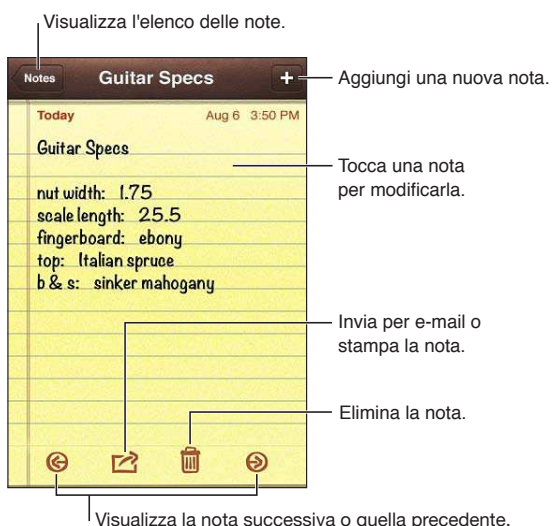 Visualizza l'elenco delle note.
Notes Guitar Specs +
Aggiungi una nuova nota.
Today Aug 6 3:50 PM
Guitar Specs
Tocca una nota
per modificarla.
nut width: 1.75
scale length: 25.5
fingerboard: ebony
top: Italian spruce
b & s: sinker mahogany
Invia per e-mail o
stampa la nota.
Elimina la nota.
Visualizza la nota successiva o quella precedente.